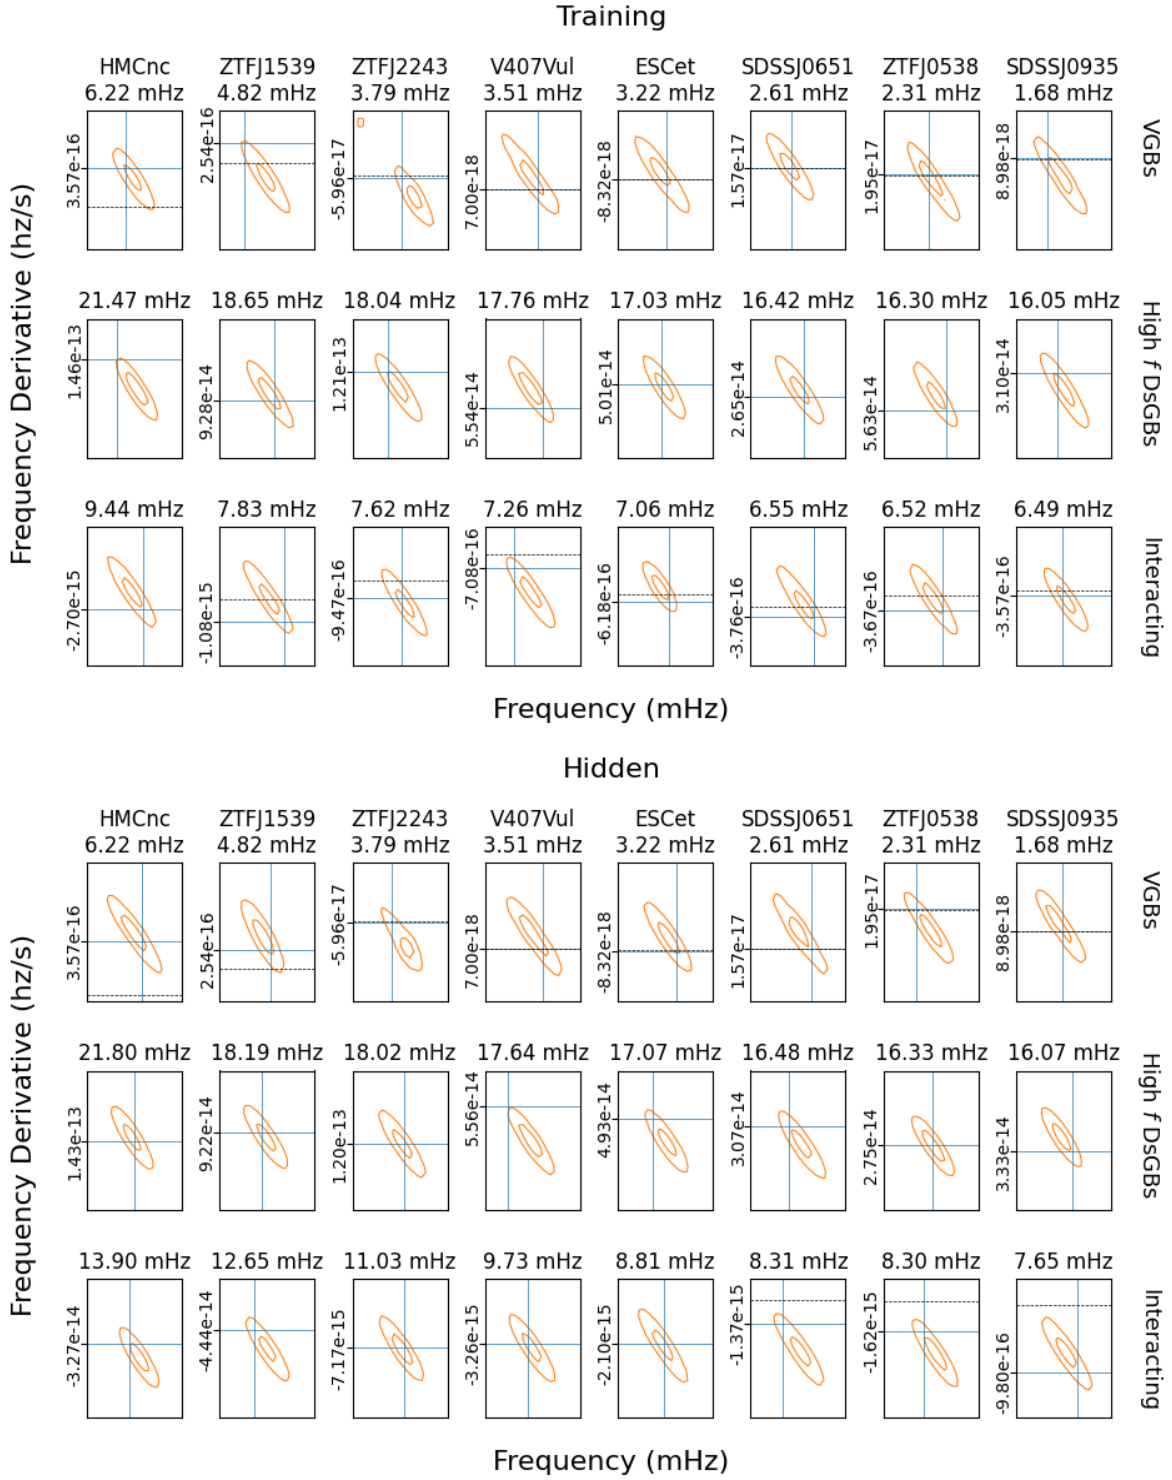 Training
HMCnc ZTFJ1539 ZTFJ2243 V407Vul ESCet SDSSJ0651 ZTFJ0538 SDSSJ0935
6.22 mHz 4.82 mHz 3.79 mHz 3.51 mHz 3.22 mHz 2.61 mHz 2.31 mHz 1.68 mHz
3.57e-16 2.54e-16 -5.96e-17 7.00e-18 -8.32e-18 1.57e-17 1.95e-17 8.98e-18
VGBs
21.47 mHz 18.65 mHz 18.04 mHz 17.76 mHz 17.03 mHz 16.42 mHz 16.30 mHz 16.05 mHz
1.46e-13 9.28e-14 1.21e-13 5.54e-14 5.01e-14 2.65e-14 5.63e-14 3.10e-14
High f DsGBs
9.44 mHz 7.83 mHz 7.62 mHz 7.26 mHz 7.06 mHz 6.55 mHz 6.52 mHz 6.49 mHz
-2.70e-15 -1.08e-15 -9.47e-16 -7.08e-16 -6.18e-16 -3.76e-16 -3.67e-16 -3.57e-16
Interacting
Frequency Derivative (hz/s)
Frequency (mHz)
Hidden
HMCnc ZTFJ1539 ZTFJ2243 V407Vul ESCet SDSSJ0651 ZTFJ0538 SDSSJ0935
6.22 mHz 4.82 mHz 3.79 mHz 3.51 mHz 3.22 mHz 2.61 mHz 2.31 mHz 1.68 mHz
3.57e-16 2.54e-16 -5.96e-17 7.00e-18 -8.32e-18 1.57e-17 1.95e-17 8.98e-18
VGBs
21.80 mHz 18.19 mHz 18.02 mHz 17.64 mHz 17.07 mHz 16.48 mHz 16.33 mHz 16.07 mHz
1.43e-13 9.22e-14 1.20e-13 5.56e-14 4.93e-14 3.07e-14 2.75e-14 3.33e-14
High f DsGBs
13.90 mHz 12.65 mHz 11.03 mHz 9.73 mHz 8.81 mHz 8.31 mHz 8.30 mHz 7.65 mHz
-3.27e-14 -4.44e-14 -7.17e-15 -3.26e-15 -2.10e-15 -1.37e-15 -1.62e-15 -9.80e-16
Interacting
Frequency Derivative (hz/s)
Frequency (mHz)